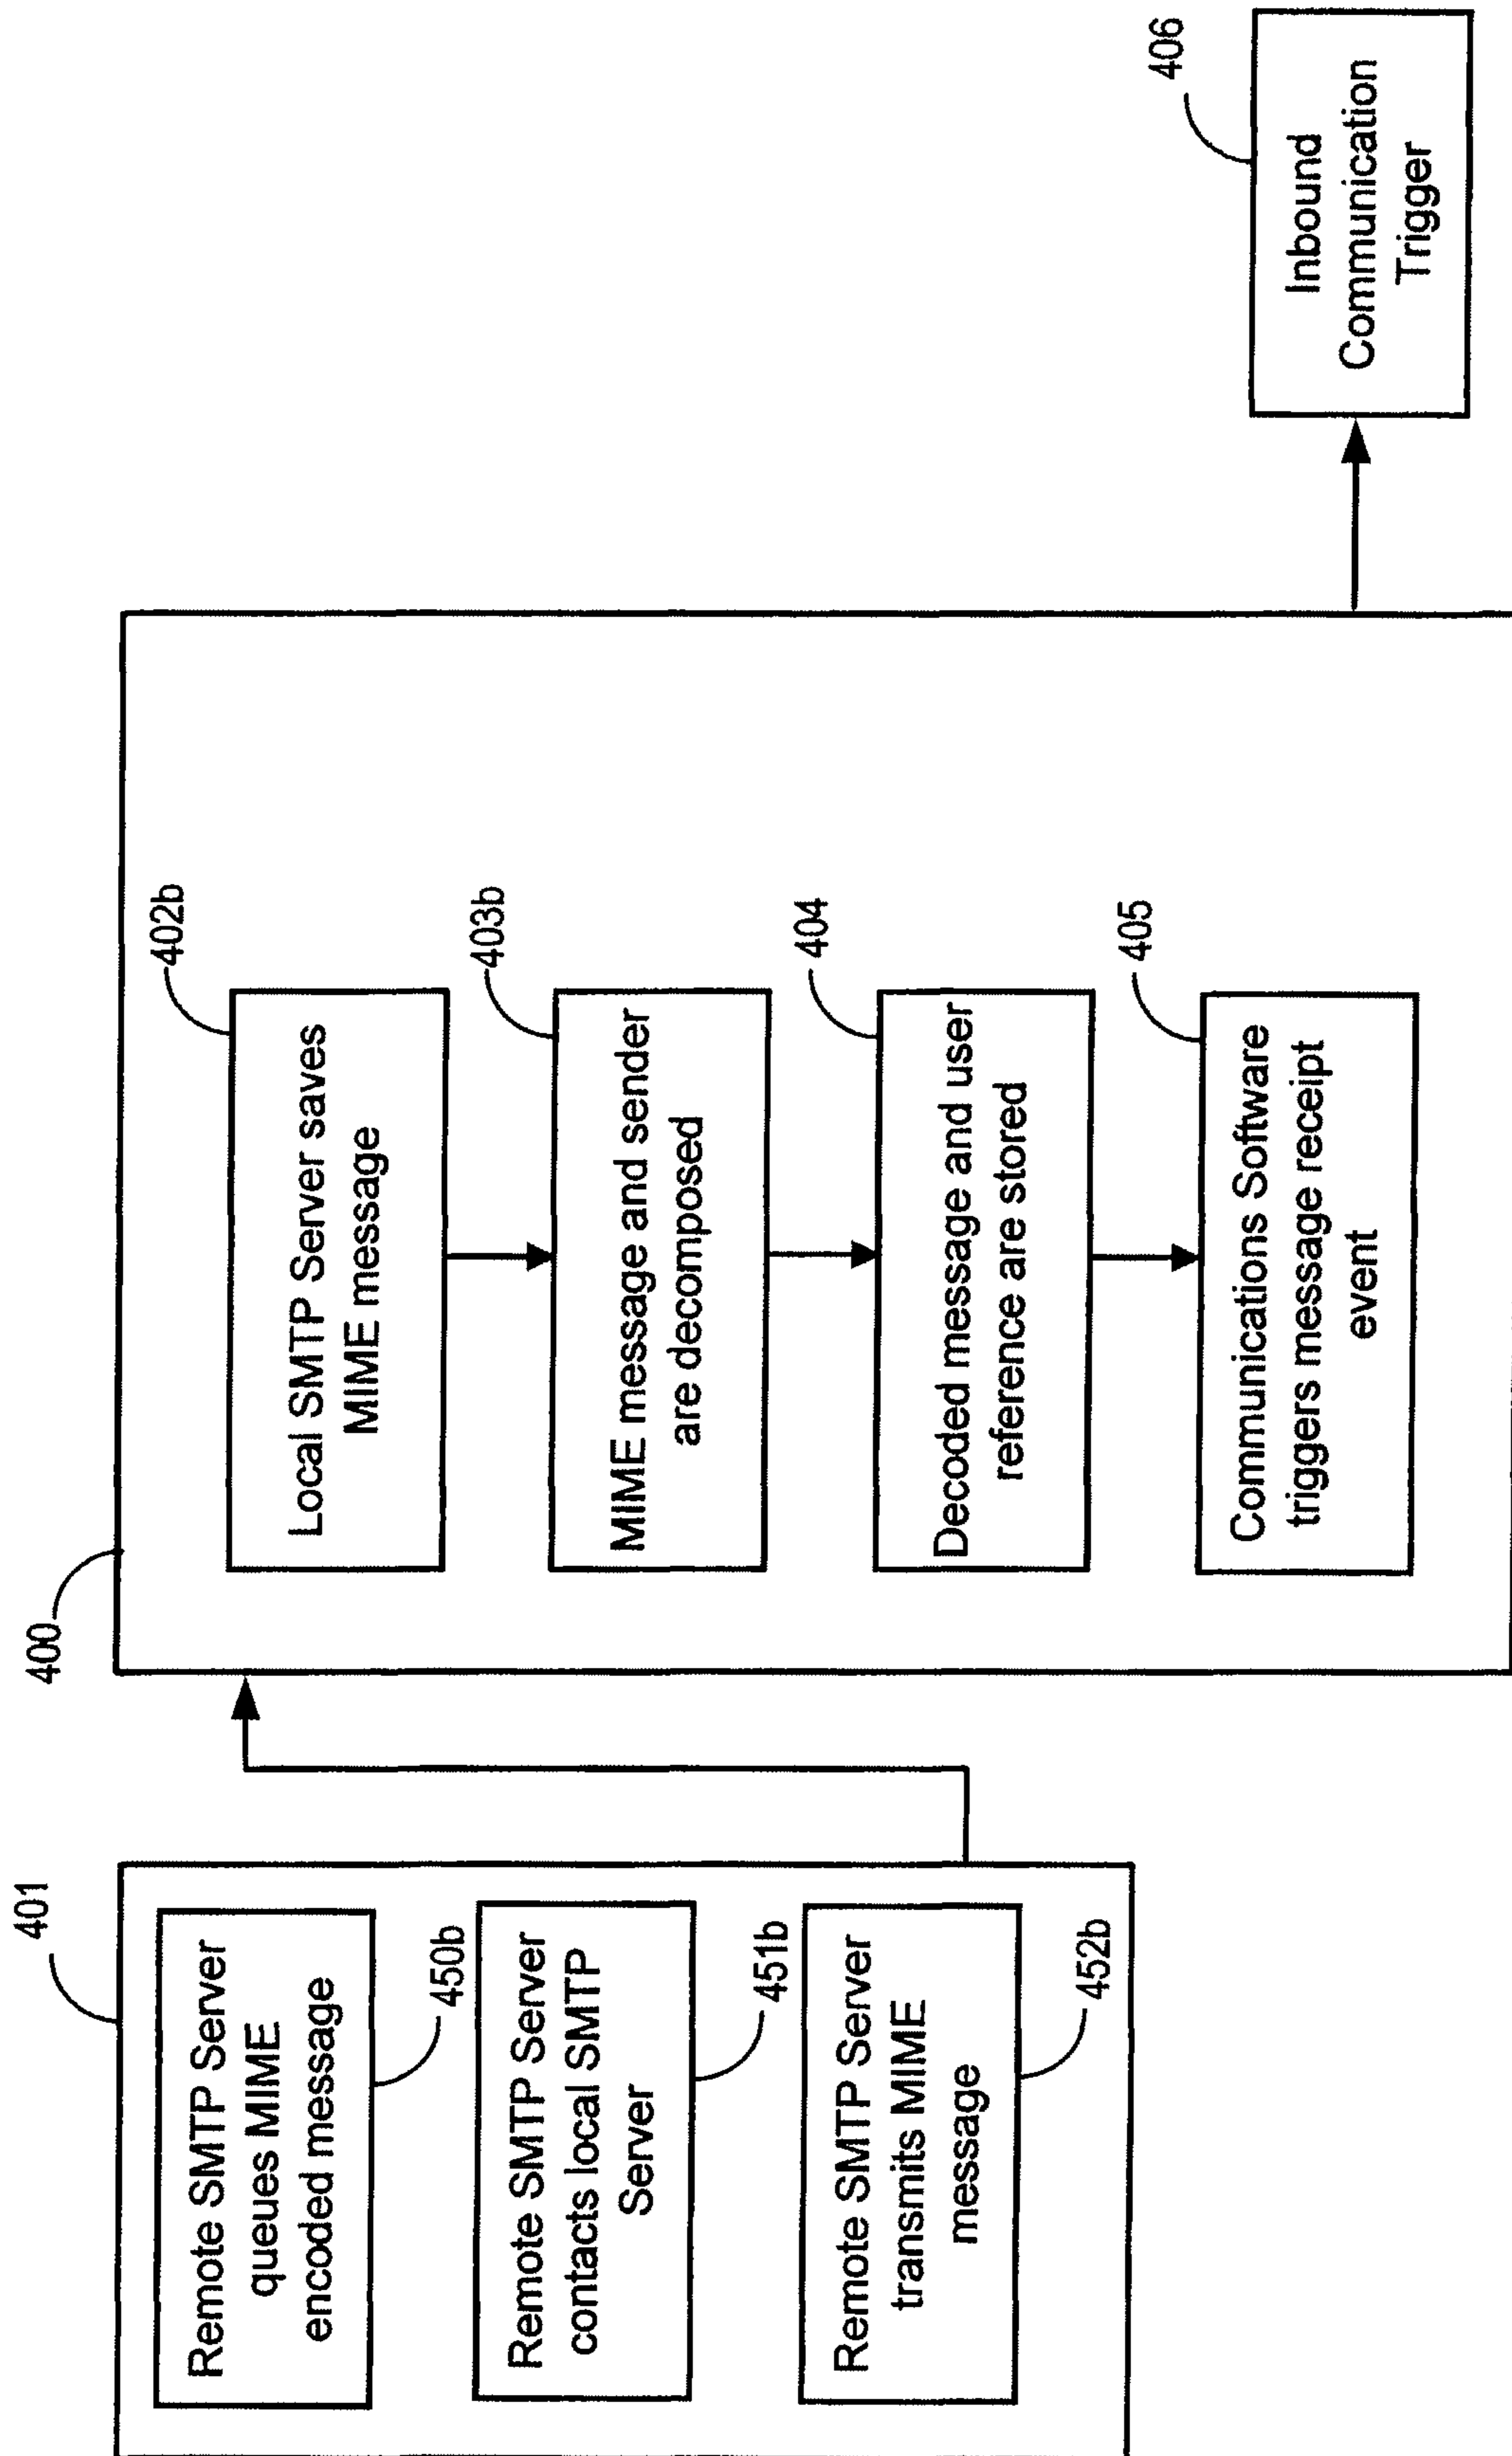 401
Remote SMTP Server
queues MIME
encoded message
450b
Remote SMTP Server
contacts local SMTP
Server
451b
Remote SMTP Server
transmits MIME
message
452b
400
Local SMTP Server saves
MIME message
402b
MIME message and sender
are decomposed
403b
Decoded message and user
reference are stored
404
Communications Software
triggers message receipt
event
405
Inbound
Communication
Trigger
406